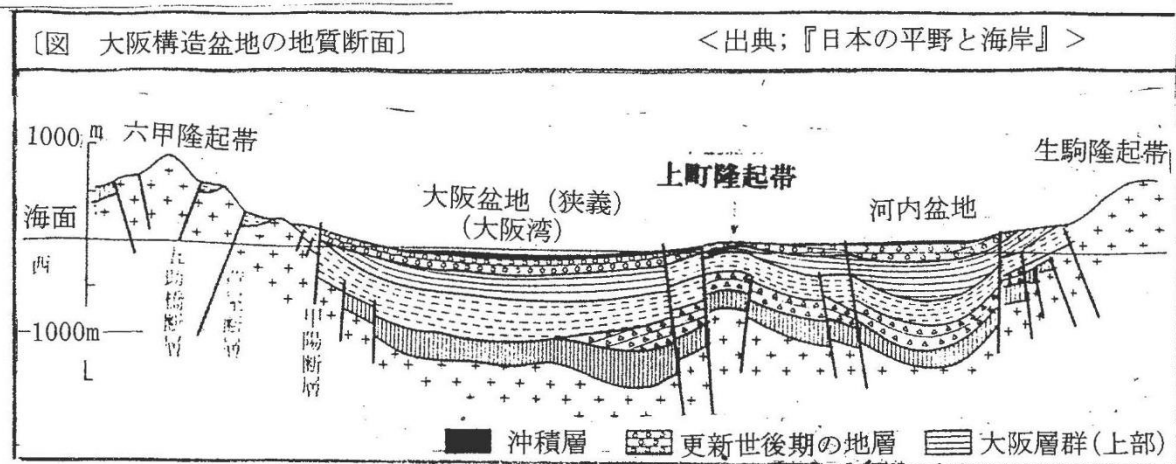 〔図 大阪構造盆地の地質断面〕 <出典;『日本の平野と海岸』>
1000m 六甲隆起帯
生駒隆起帯
上町隆起帯
大阪盆地(狭義)
(大阪湾)
河内盆地
海面
西
甲陽断層
-1000m
沖積層 更新世後期の地層 大阪層群(上部)